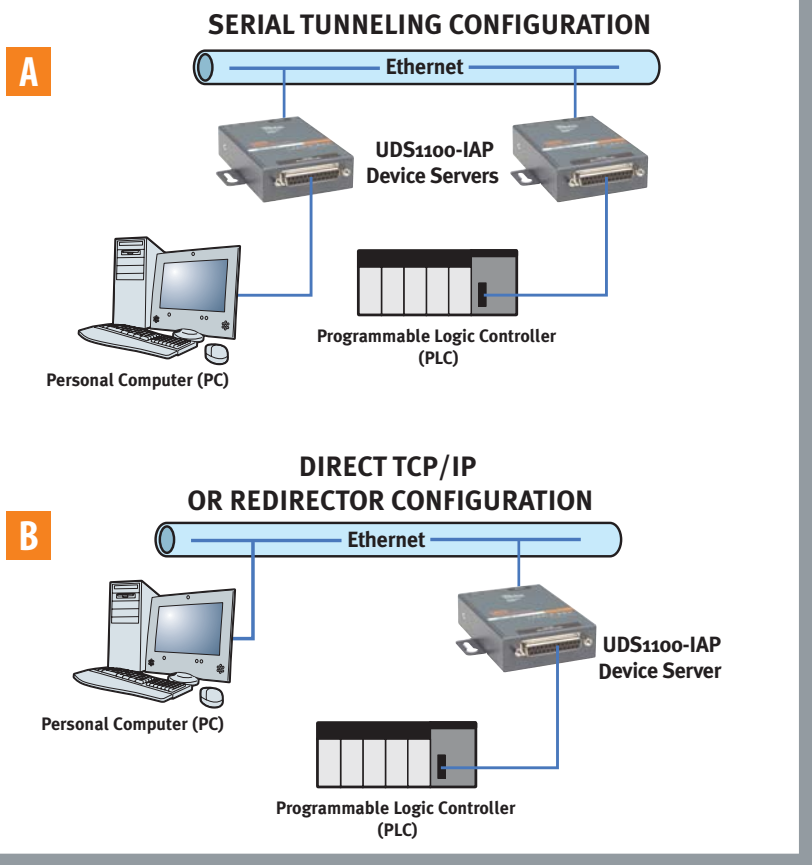 SERIAL TUNNELING CONFIGURATION
A
Ethernet
UDS1100-IAP
Device Servers
Programmable Logic Controller
(PLC)
Personal Computer (PC)
DIRECT TCP/IP
OR REDIRECTOR CONFIGURATION
B
Ethernet
UDS1100-IAP
Device Server
Personal Computer (PC)
Programmable Logic Controller
(PLC)